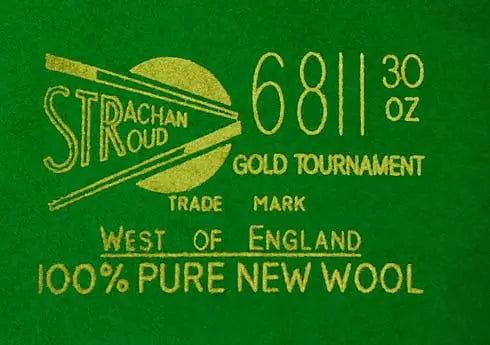 STRACHAN
STROUD
6811 30 OZ
GOLD TOURNAMENT
TRADE MARK
WEST OF ENGLAND
100% PURE NEW WOOL